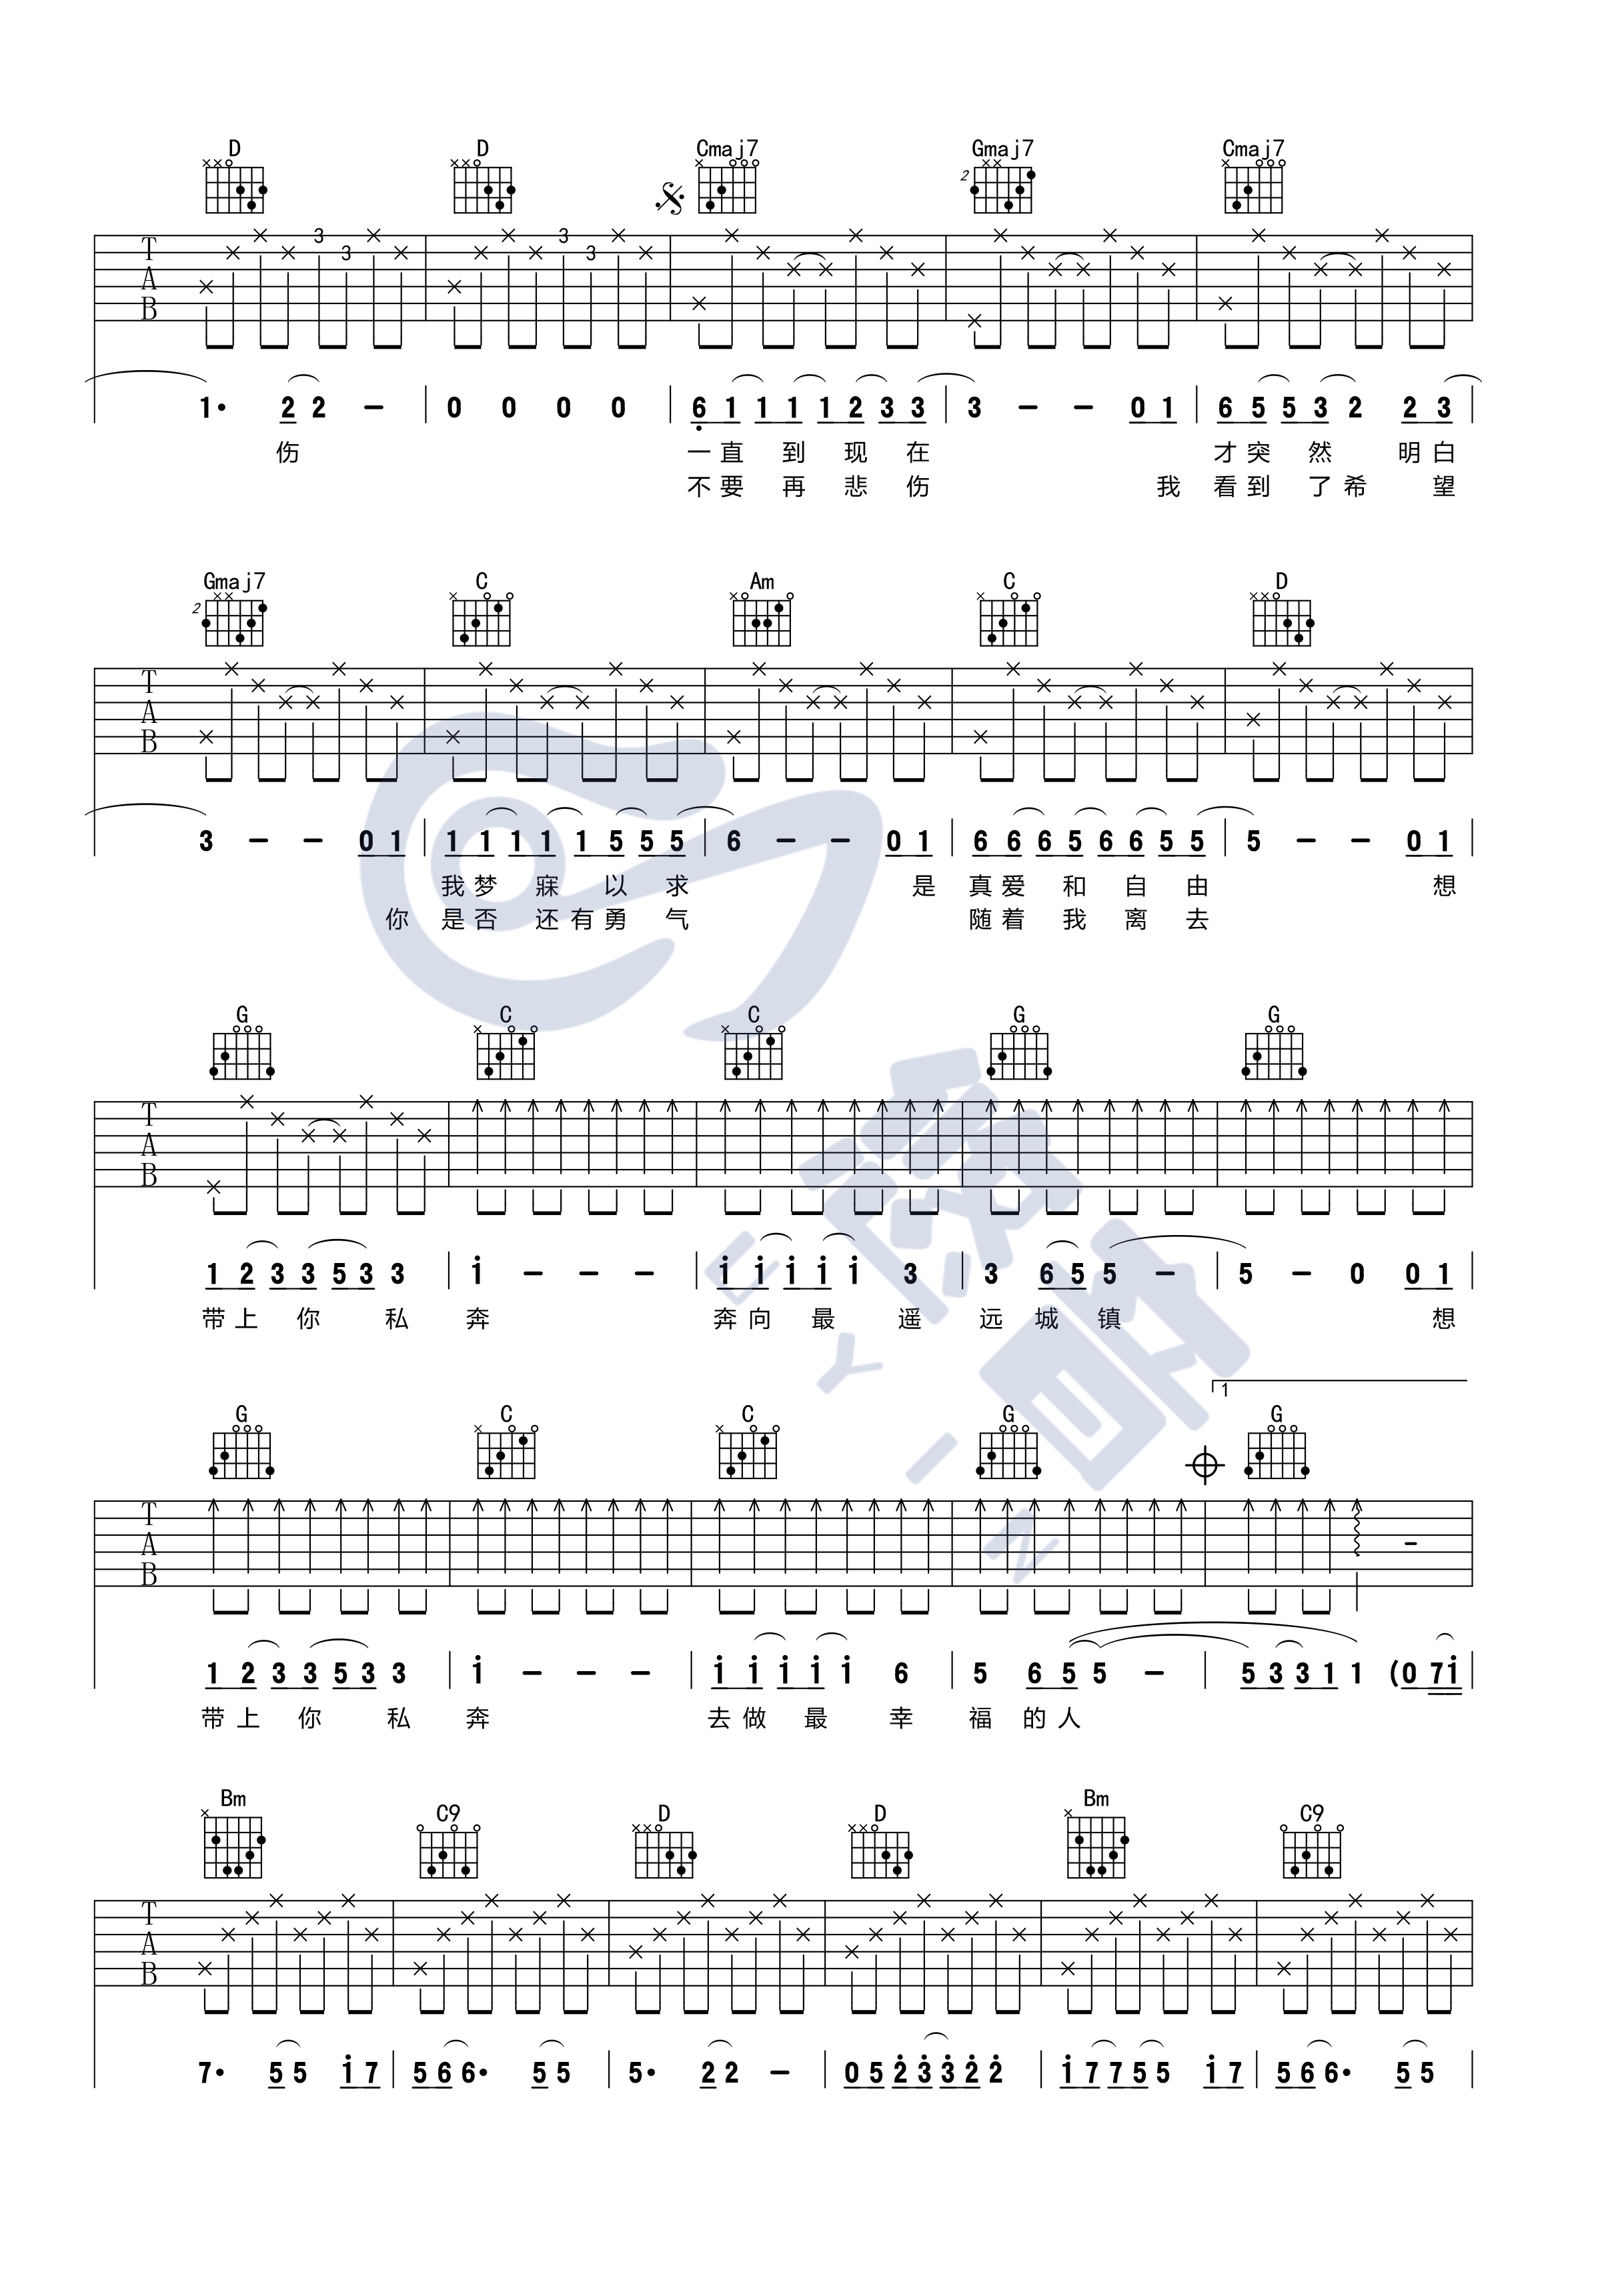 D D Cmaj7 Gmaj7 Cmaj7
× × ○ × × ○ × ○ ○ ○ 2 × × × ○ ○ ○
T A B 3 3 3 3
1· 2 2 – | 0 0 0 0 | 6 1 1 1 1 2 3 3 | 3 – – 0 1 | 6 5 5 3 2 2 3
伤 一 直 到 现 在 才 突 然 明 白
不 要 再 悲 伤 我 看 到 了 希 望
Gmaj7 C Am C D
2 × × × ○ ○ × ○ ○ × ○ ○ × × ○
T A B
3 – – 0 1 | 1 1 1 1 1 5 5 5 | 6 – – 0 1 | 6 6 6 5 6 6 5 5 | 5 – – 0 1
我 梦 寐 以 求 是 真 爱 和 自 由 想
你 是 否 还 有 勇 气 随 着 我 离 去
G C C G G
T A B
1 2 3 3 5 3 3 | i – – – | i i i i i 3 | 3 6 5 5 – | 5 – 0 0 1
带 上 你 私 奔 奔 向 最 遥 远 城 镇 想
1
G C C G G
T A B
1 2 3 3 5 3 3 | i – – – | i i i i i 6 | 5 6 5 5 – | 5 3 3 1 1 (0 7 i
带 上 你 私 奔 去 做 最 幸 福 的 人
Bm C9 D D Bm C9
T A B
7· 5 5 i 7 | 5 6 6· 5 5 | 5· 2 2 – | 0 5 2̇ 3̇ 3̇ 2̇ 2̇ | i 7 7 5 5 i 7 | 5 6 6· 5 5